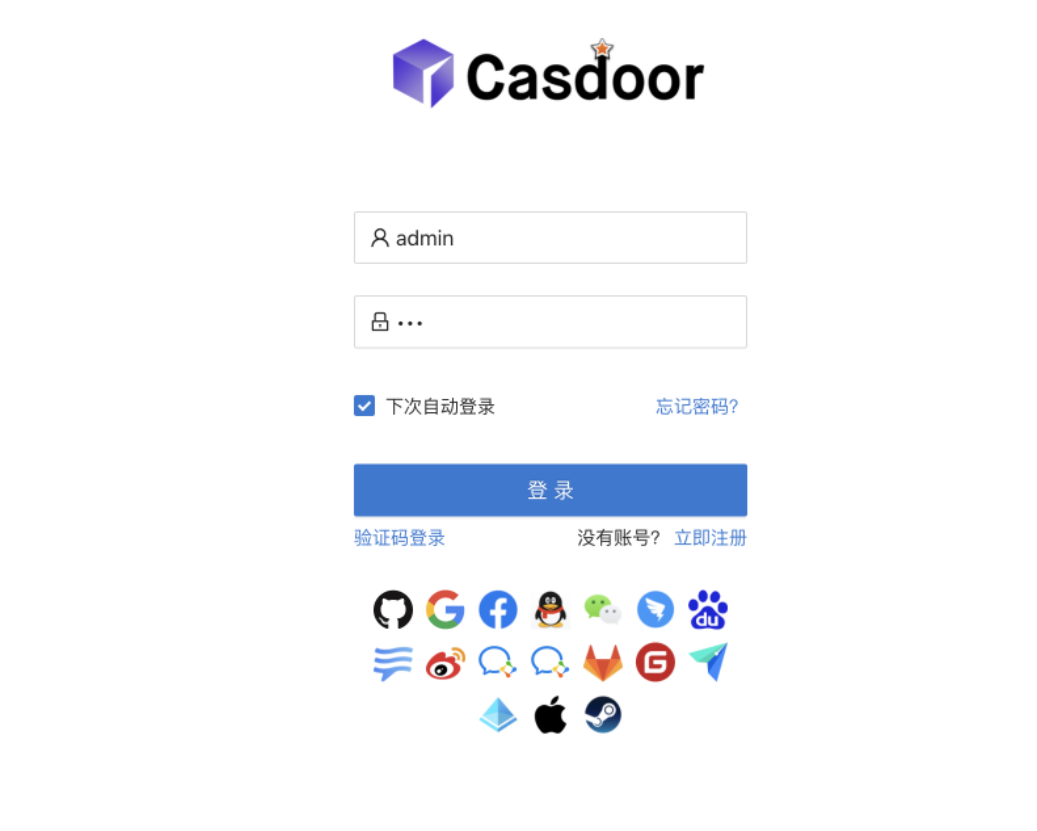 Casdoor
admin
下次自动登录 忘记密码?
登 录
验证码登录 没有账号? 立即注册
du